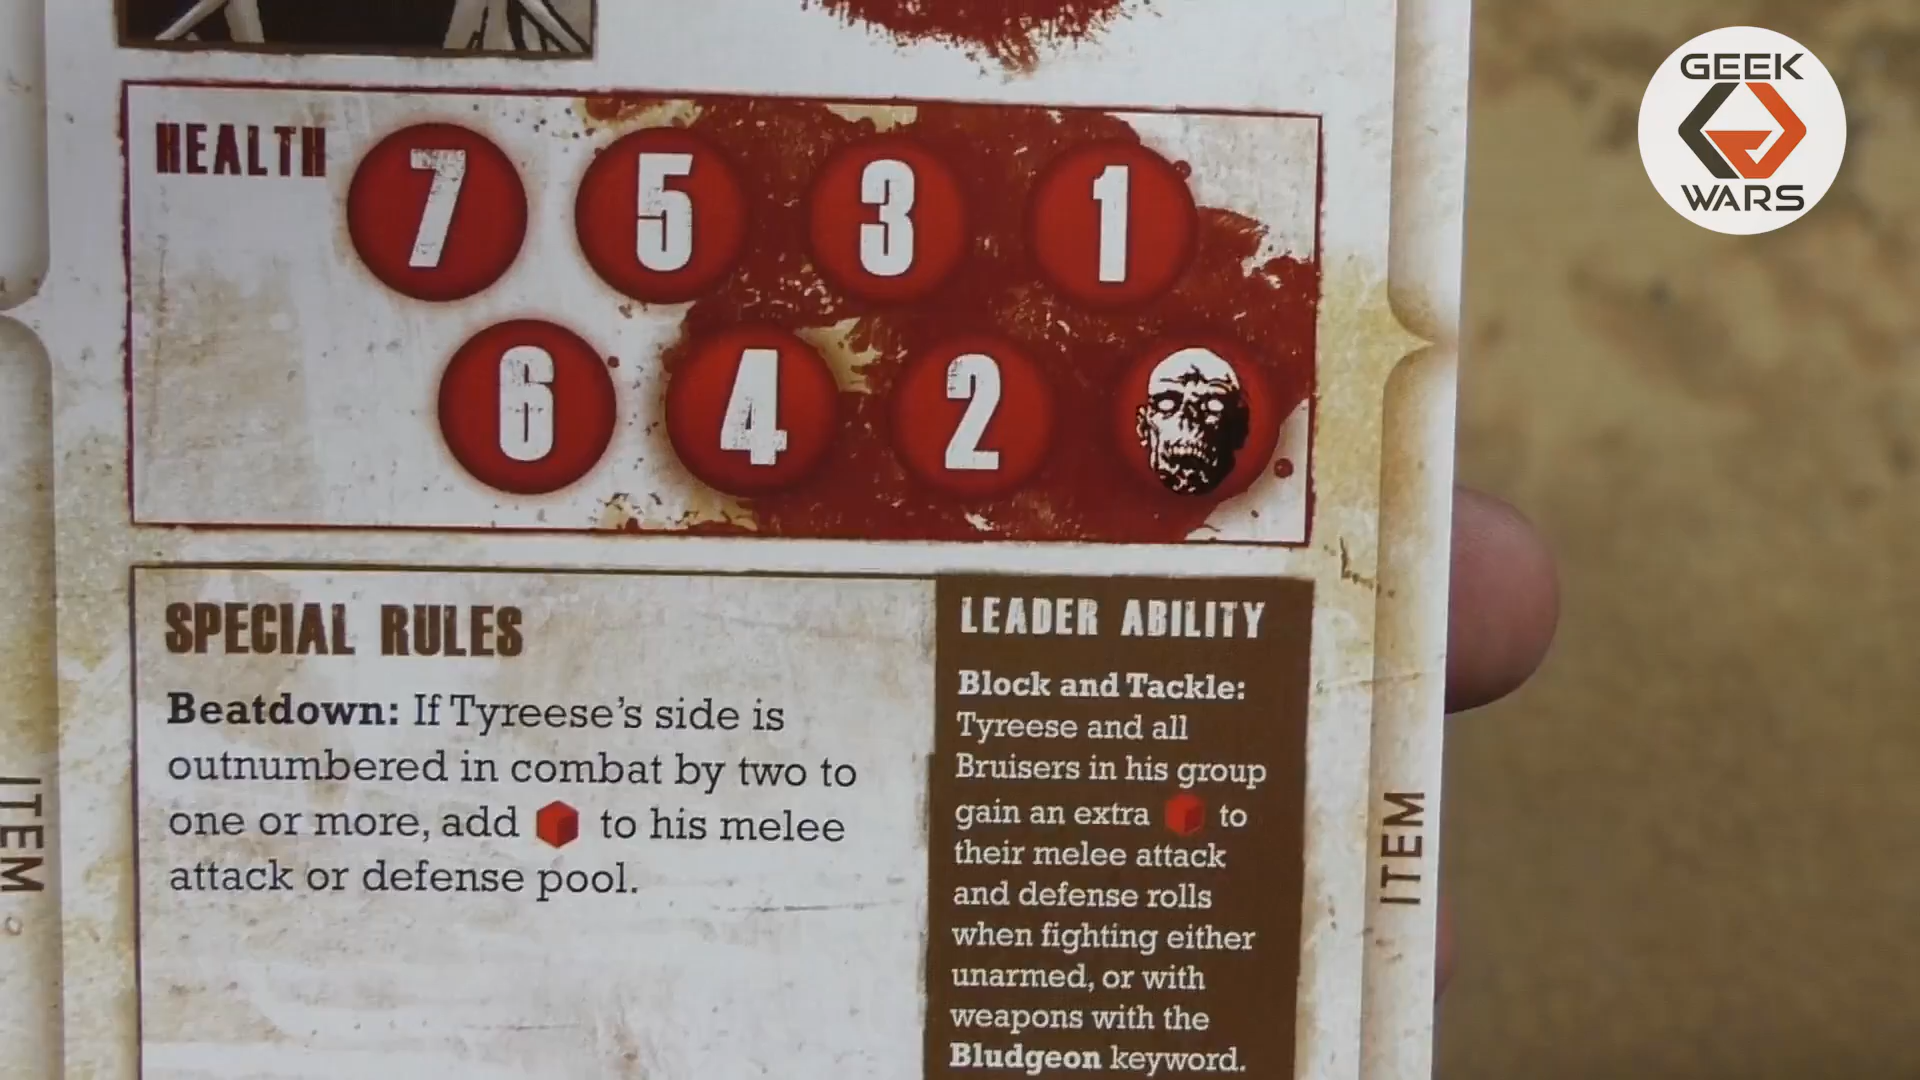 GEEK
WARS
HEALTH
7 5 3 1
6 4 2
SPECIAL RULES
Beatdown: If Tyreese's side is
outnumbered in combat by two to
one or more, add to his melee
attack or defense pool.
LEADER ABILITY
Block and Tackle:
Tyreese and all
Bruisers in his group
gain an extra to
their melee attack
and defense rolls
when fighting either
unarmed, or with
weapons with the
Bludgeon keyword.
ITEM
ITEM